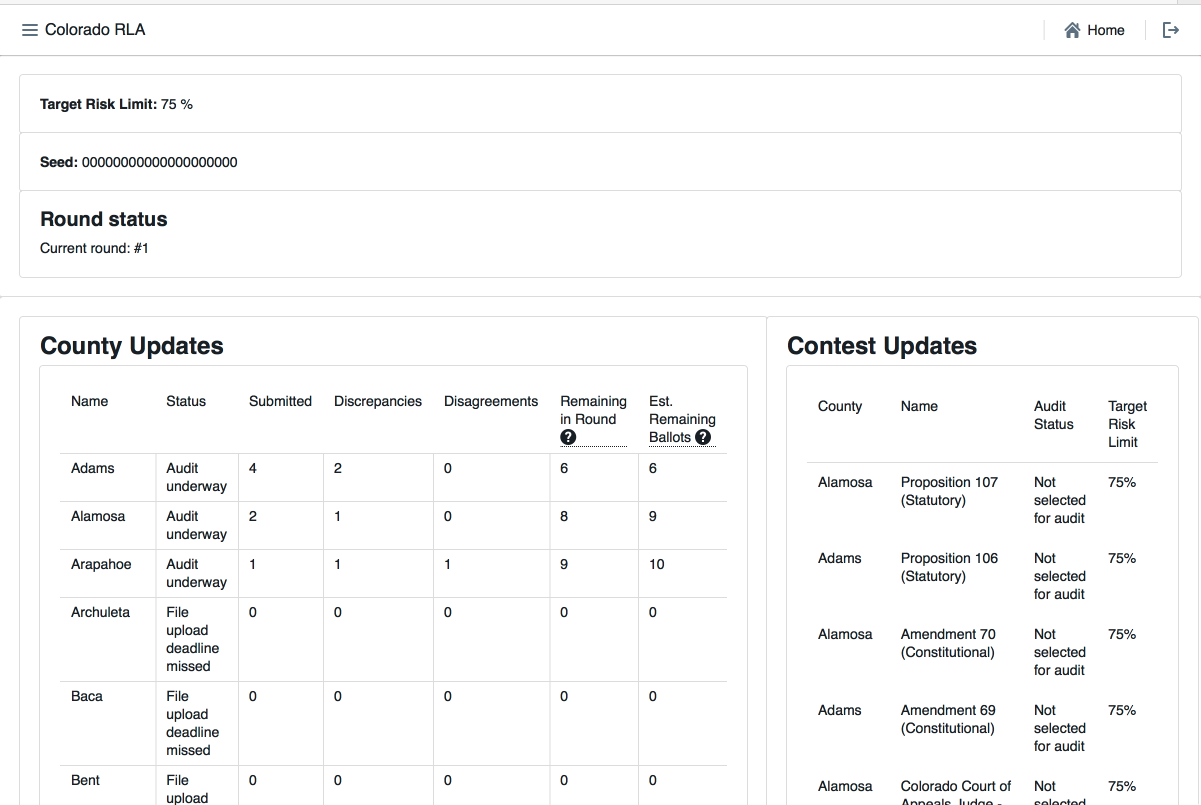 Colorado RLA
Home
Target Risk Limit: 75 %
Seed: 00000000000000000000
Round status
Current round: #1
County Updates
Name Status Submitted Discrepancies Disagreements Remaining in Round ? Est. Remaining Ballots ?
Adams Audit underway 4 2 0 6 6
Alamosa Audit underway 2 1 0 8 9
Arapahoe Audit underway 1 1 1 9 10
Archuleta File upload deadline missed 0 0 0 0 0
Baca File upload deadline missed 0 0 0 0 0
Bent File upload 0 0 0 0 0
Contest Updates
County Name Audit Status Target Risk Limit
Alamosa Proposition 107 (Statutory) Not selected for audit 75%
Adams Proposition 106 (Statutory) Not selected for audit 75%
Alamosa Amendment 70 (Constitutional) Not selected for audit 75%
Adams Amendment 69 (Constitutional) Not selected for audit 75%
Alamosa Colorado Court of Appeals Judge - Not selected 75%